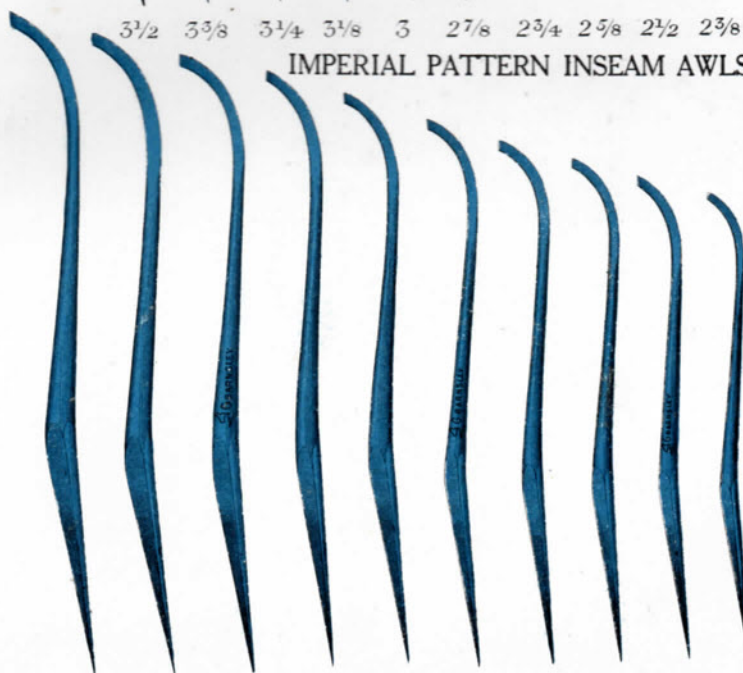 3½ 3⅜ 3¼ 3⅛ 3 2⅞ 2¾ 2⅝ 2½ 2⅜
IMPERIAL PATTERN INSEAM AWLS